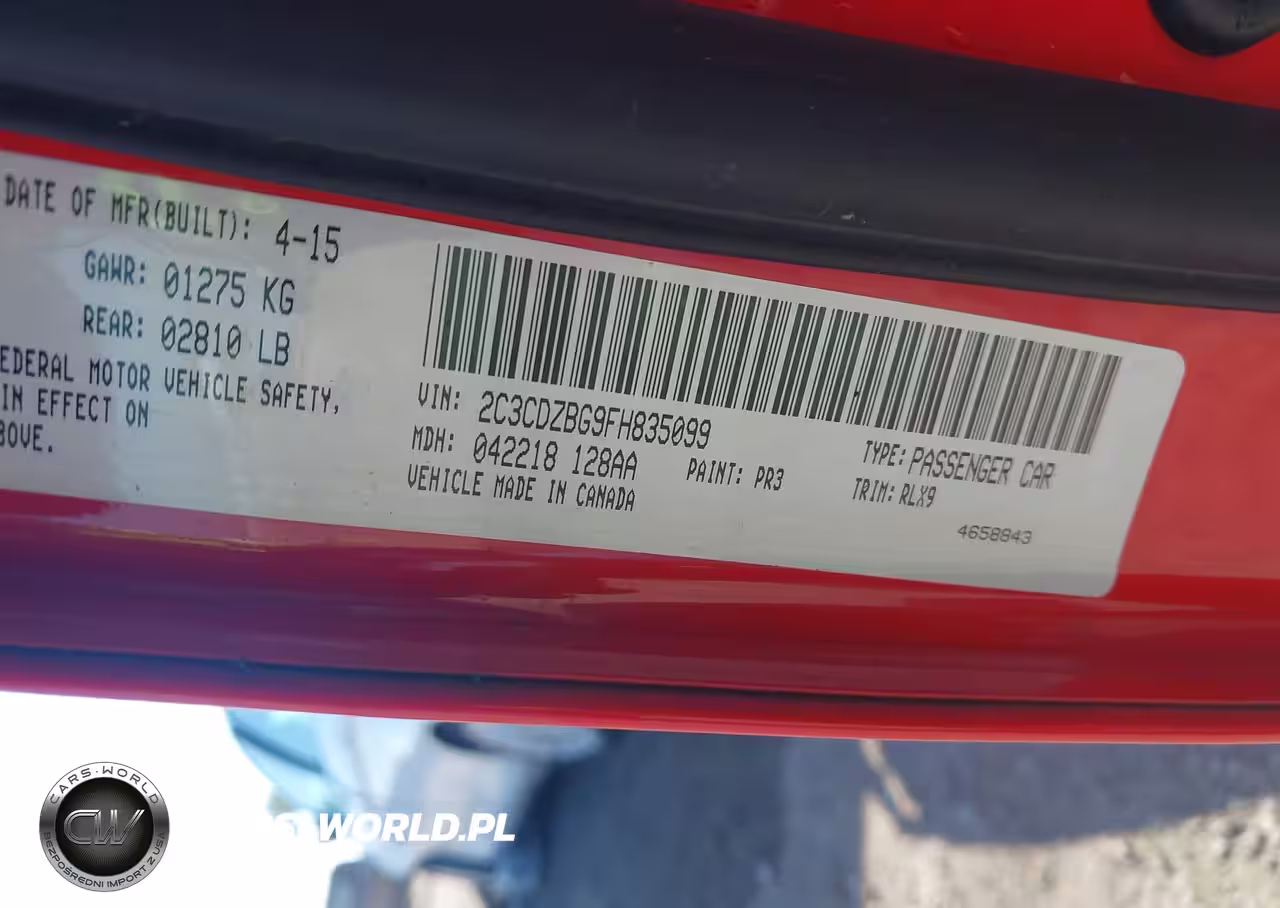 DATE OF MFR(BUILT): 4-15
GAWR: 01275 KG
REAR: 02810 LB
EDERAL MOTOR VEHICLE SAFETY,
IN EFFECT ON
BOVE.
VIN: 2C3CDZBG9FH835099
MDH: 042218 128AA
PAINT: PR3
VEHICLE MADE IN CANADA
TYPE: PASSENGER CAR
TRIM: RLX9
4658843
CARS-WORLD
CW
BEZPOŚREDNI IMPORT Z USA
S-WORLD.PL